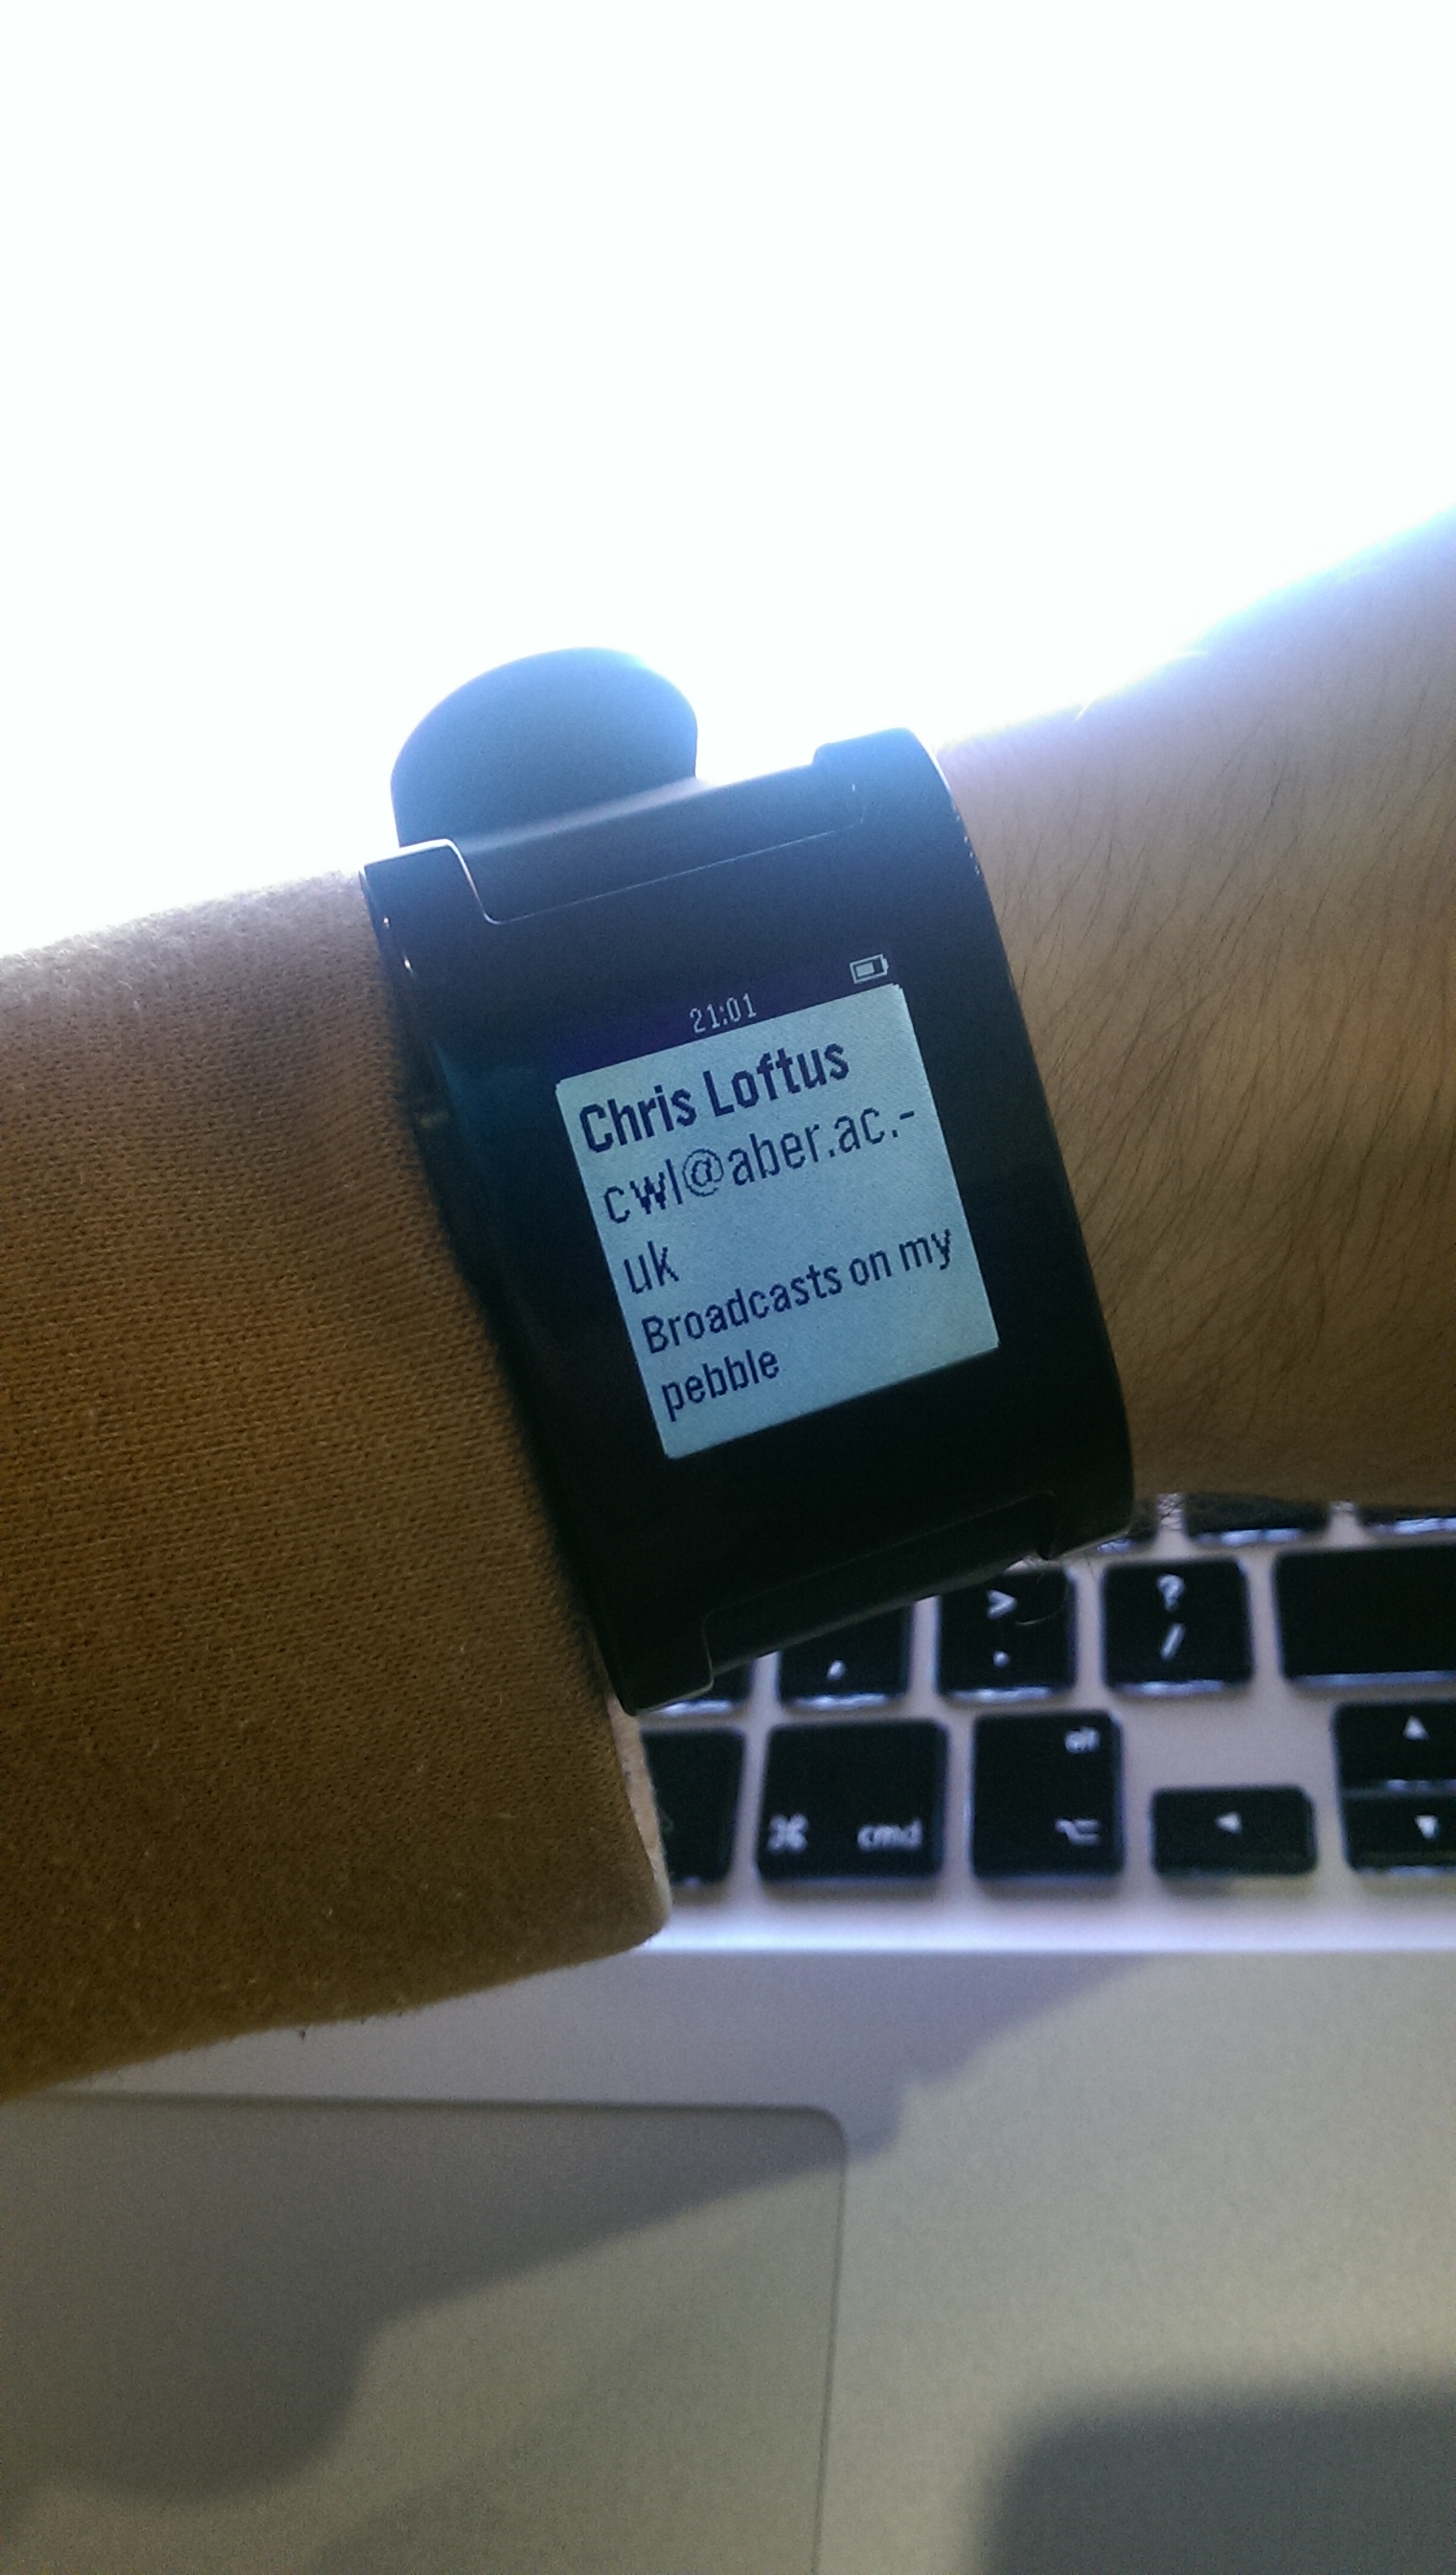 21:01
Chris Loftus
cwl@aber.ac.-
uk
Broadcasts on my
pebble
> ?
, . /
alt
⌘ cmd ⌥
◀ ▲
▼